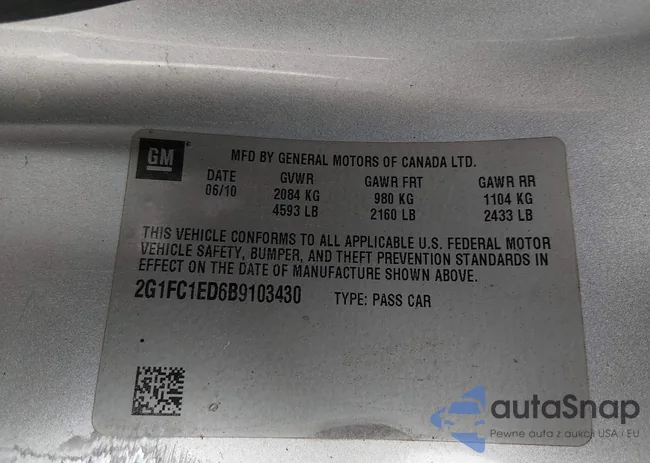 GM
MFD BY GENERAL MOTORS OF CANADA LTD.
DATE GVWR GAWR FRT GAWR RR
06/10 2084 KG 980 KG 1104 KG
4593 LB 2160 LB 2433 LB
THIS VEHICLE CONFORMS TO ALL APPLICABLE U.S. FEDERAL MOTOR
VEHICLE SAFETY, BUMPER, AND THEFT PREVENTION STANDARDS IN
EFFECT ON THE DATE OF MANUFACTURE SHOWN ABOVE.
2G1FC1ED6B9103430 TYPE: PASS CAR
autaSnap
Pewne auta z aukcji USA i EU